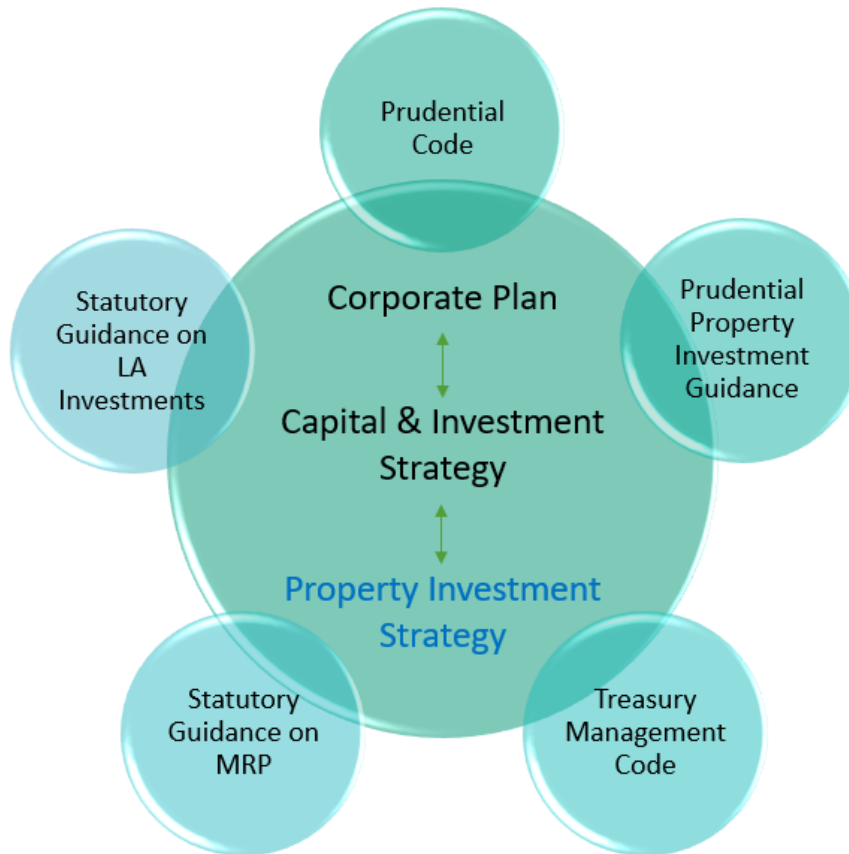 Prudential
Code
Statutory
Guidance on
LA
Investments
Corporate Plan
Prudential
Property
Investment
Guidance
Capital & Investment
Strategy
Property Investment
Strategy
Statutory
Guidance on
MRP
Treasury
Management
Code